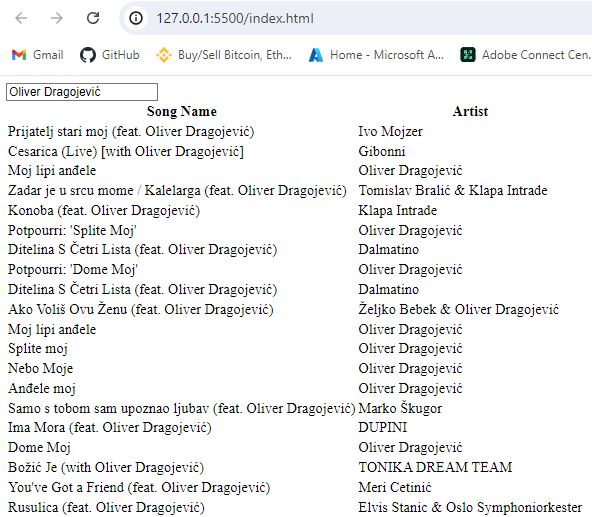 127.0.0.1:5500/index.html
Gmail GitHub Buy/Sell Bitcoin, Eth... Home - Microsoft A... Adobe Connect Cen.
Oliver Dragojević
Song Name Artist
Prijatelj stari moj (feat. Oliver Dragojević) Ivo Mojzer
Cesarica (Live) [with Oliver Dragojević] Gibonni
Moj lipi anđele Oliver Dragojević
Zadar je u srcu mome / Kalelarga (feat. Oliver Dragojević) Tomislav Bralić & Klapa Intrade
Konoba (feat. Oliver Dragojević) Klapa Intrade
Potpourri: 'Splite Moj' Oliver Dragojević
Ditelina S Četri Lista (feat. Oliver Dragojević) Dalmatino
Potpourri: 'Dome Moj' Oliver Dragojević
Ditelina S Četri Lista (feat. Oliver Dragojević) Dalmatino
Ako Voliš Ovu Ženu (feat. Oliver Dragojević) Željko Bebek & Oliver Dragojević
Moj lipi anđele Oliver Dragojević
Splite moj Oliver Dragojević
Nebo Moje Oliver Dragojević
Anđele moj Oliver Dragojević
Samo s tobom sam upoznao ljubav (feat. Oliver Dragojević) Marko Škugor
Ima Mora (feat. Oliver Dragojević) DUPINI
Dome Moj Oliver Dragojević
Božić Je (with Oliver Dragojević) TONIKA DREAM TEAM
You've Got a Friend (feat. Oliver Dragojević) Meri Cetinić
Rusulica (feat. Oliver Dragojević) Elvis Stanic & Oslo Symphoniorkester